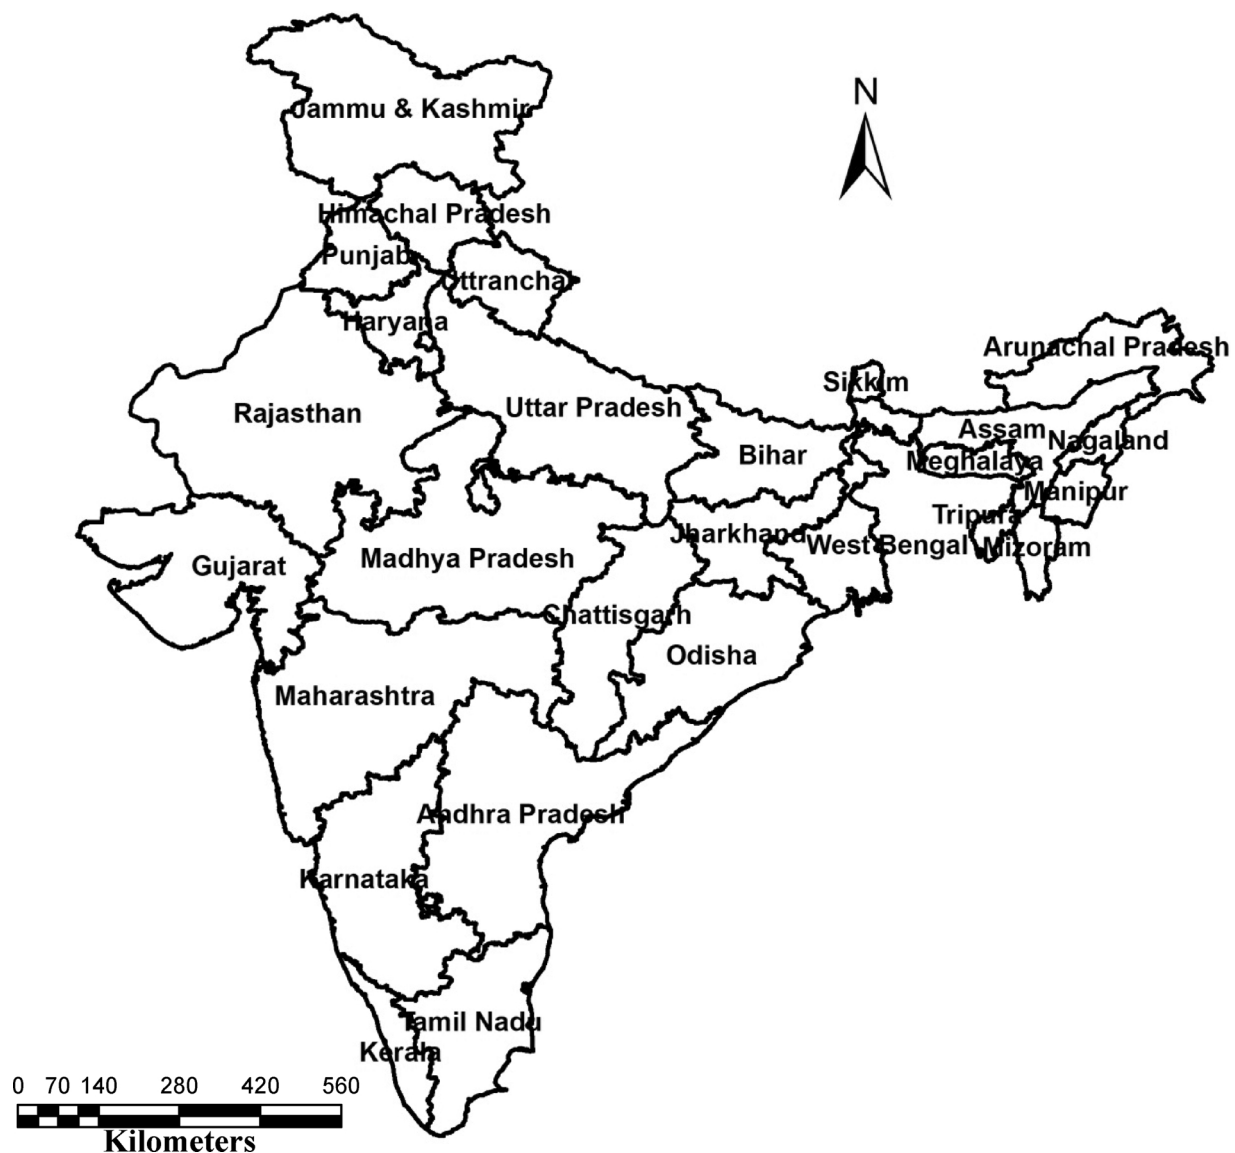 N
Jammu & Kashmir
Himachal Pradesh
Punjab
Uttranchal
Haryana
Arunachal Pradesh
Sikkim
Rajasthan
Uttar Pradesh
Assam
Nagaland
Bihar
Meghalaya
Manipur
Tripura
Jharkhand
West Bengal
Mizoram
Madhya Pradesh
Gujarat
Chattisgarh
Odisha
Maharashtra
Andhra Pradesh
Karnataka
Tamil Nadu
Kerala
0 70 140 280 420 560
Kilometers